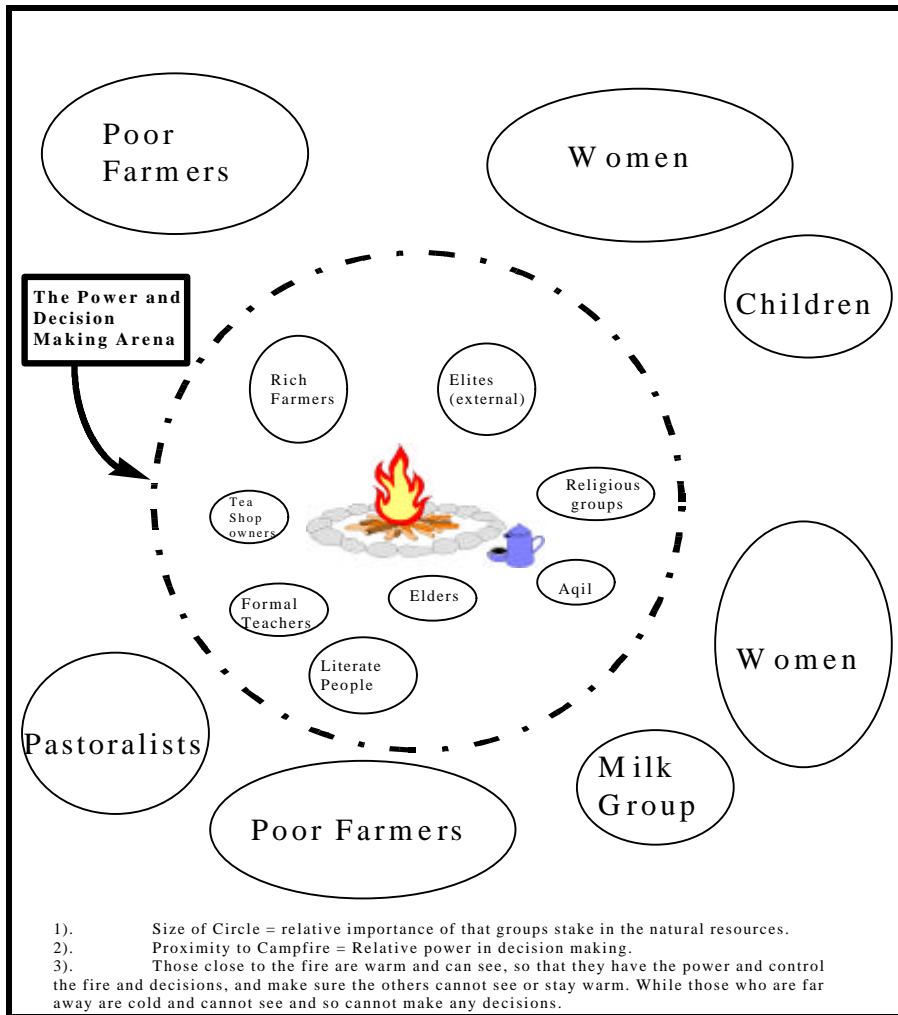 Poor
Farmers
Women
Children
The Power and
Decision
Making Arena
Rich
Farmers
Elites
(external)
Tea
Shop
owners
Religious
groups
Formal
Teachers
Elders
Aqil
Literate
People
Women
Pastoralists
Milk
Group
Poor Farmers
1). Size of Circle = relative importance of that groups stake in the natural resources.
2). Proximity to Campfire = Relative power in decision making.
3). Those close to the fire are warm and can see, so that they have the power and control
the fire and decisions, and make sure the others cannot see or stay warm. While those who are far
away are cold and cannot see and so cannot make any decisions.